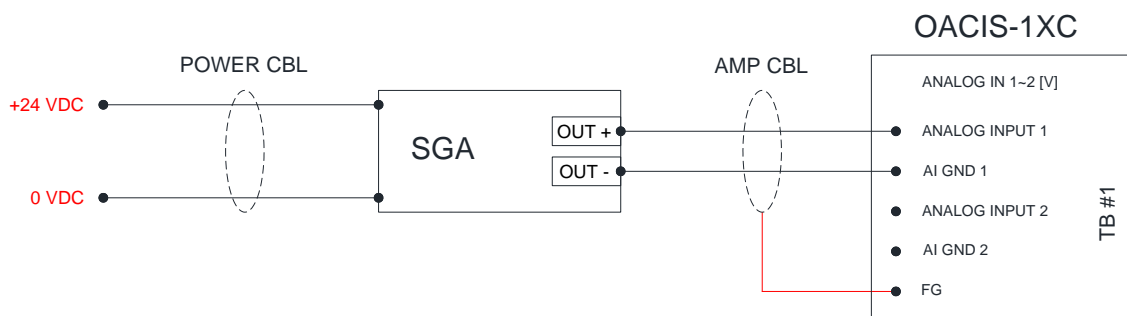 OACIS-1XC
POWER CBL
AMP CBL
ANALOG IN 1~2 [V]
+24 VDC
OUT +
ANALOG INPUT 1
SGA
OUT -
AI GND 1
0 VDC
ANALOG INPUT 2
TB #1
AI GND 2
FG